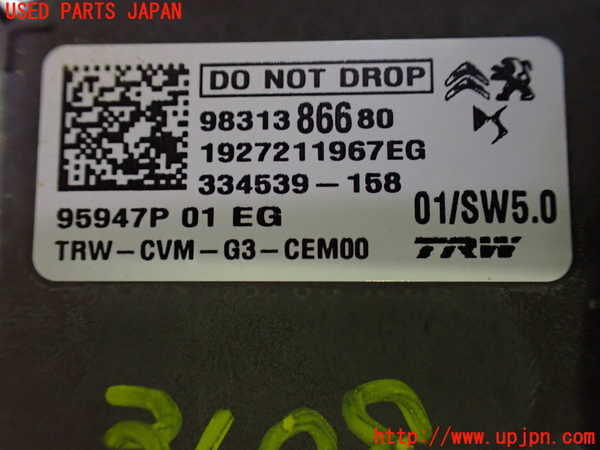 USED PARTS JAPAN
DO NOT DROP
98313 866 80
1927211967EG
334539-158
95947P 01 EG
01/SW5.0
TRW-CVM-G3-CEM00
TRW
3608
http://www.upjpn.com/